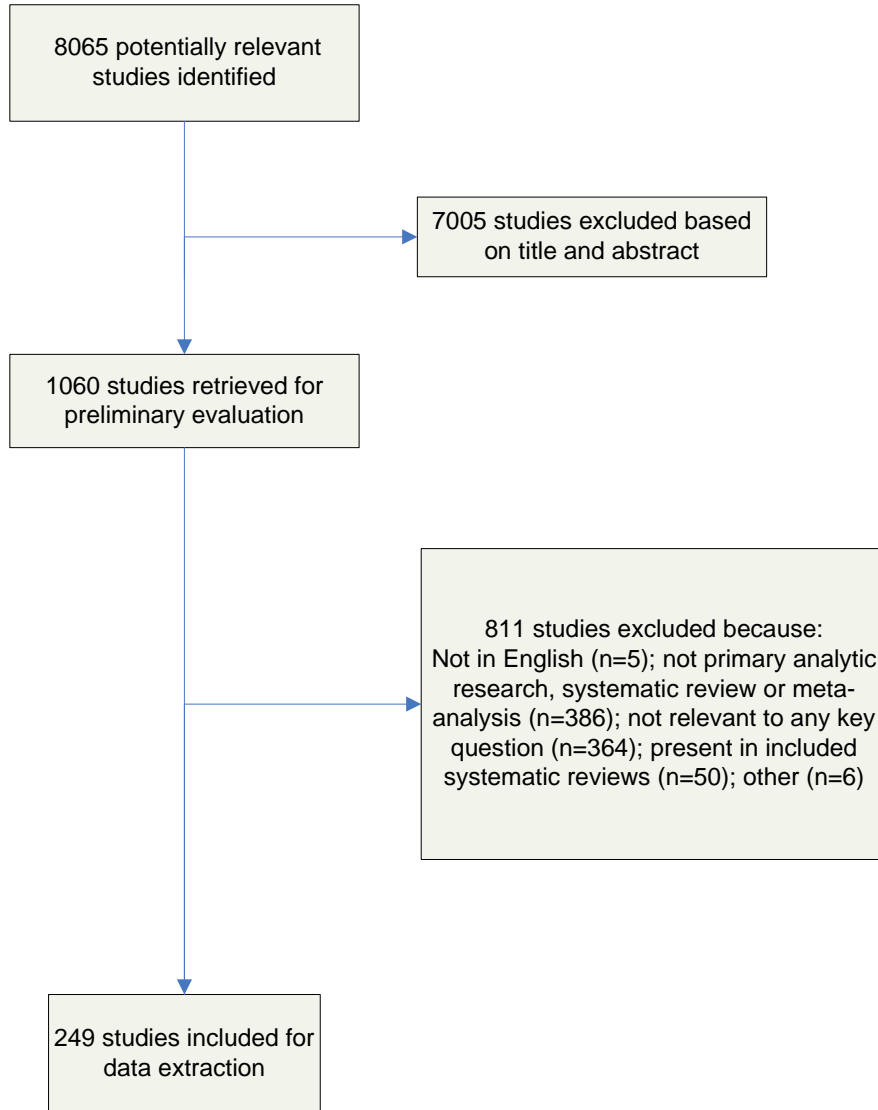 8065 potentially relevant
studies identified
7005 studies excluded based
on title and abstract
1060 studies retrieved for
preliminary evaluation
811 studies excluded because:
Not in English (n=5); not primary analytic
research, systematic review or meta-
analysis (n=386); not relevant to any key
question (n=364); present in included
systematic reviews (n=50); other (n=6)
249 studies included for
data extraction